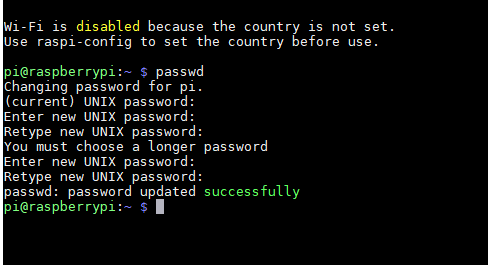 Wi-Fi is disabled because the country is not set.
Use raspi-config to set the country before use.
pi@raspberrypi:~ $ passwd
Changing password for pi.
(current) UNIX password:
Enter new UNIX password:
Retype new UNIX password:
You must choose a longer password
Enter new UNIX password:
Retype new UNIX password:
passwd: password updated successfully
pi@raspberrypi:~ $